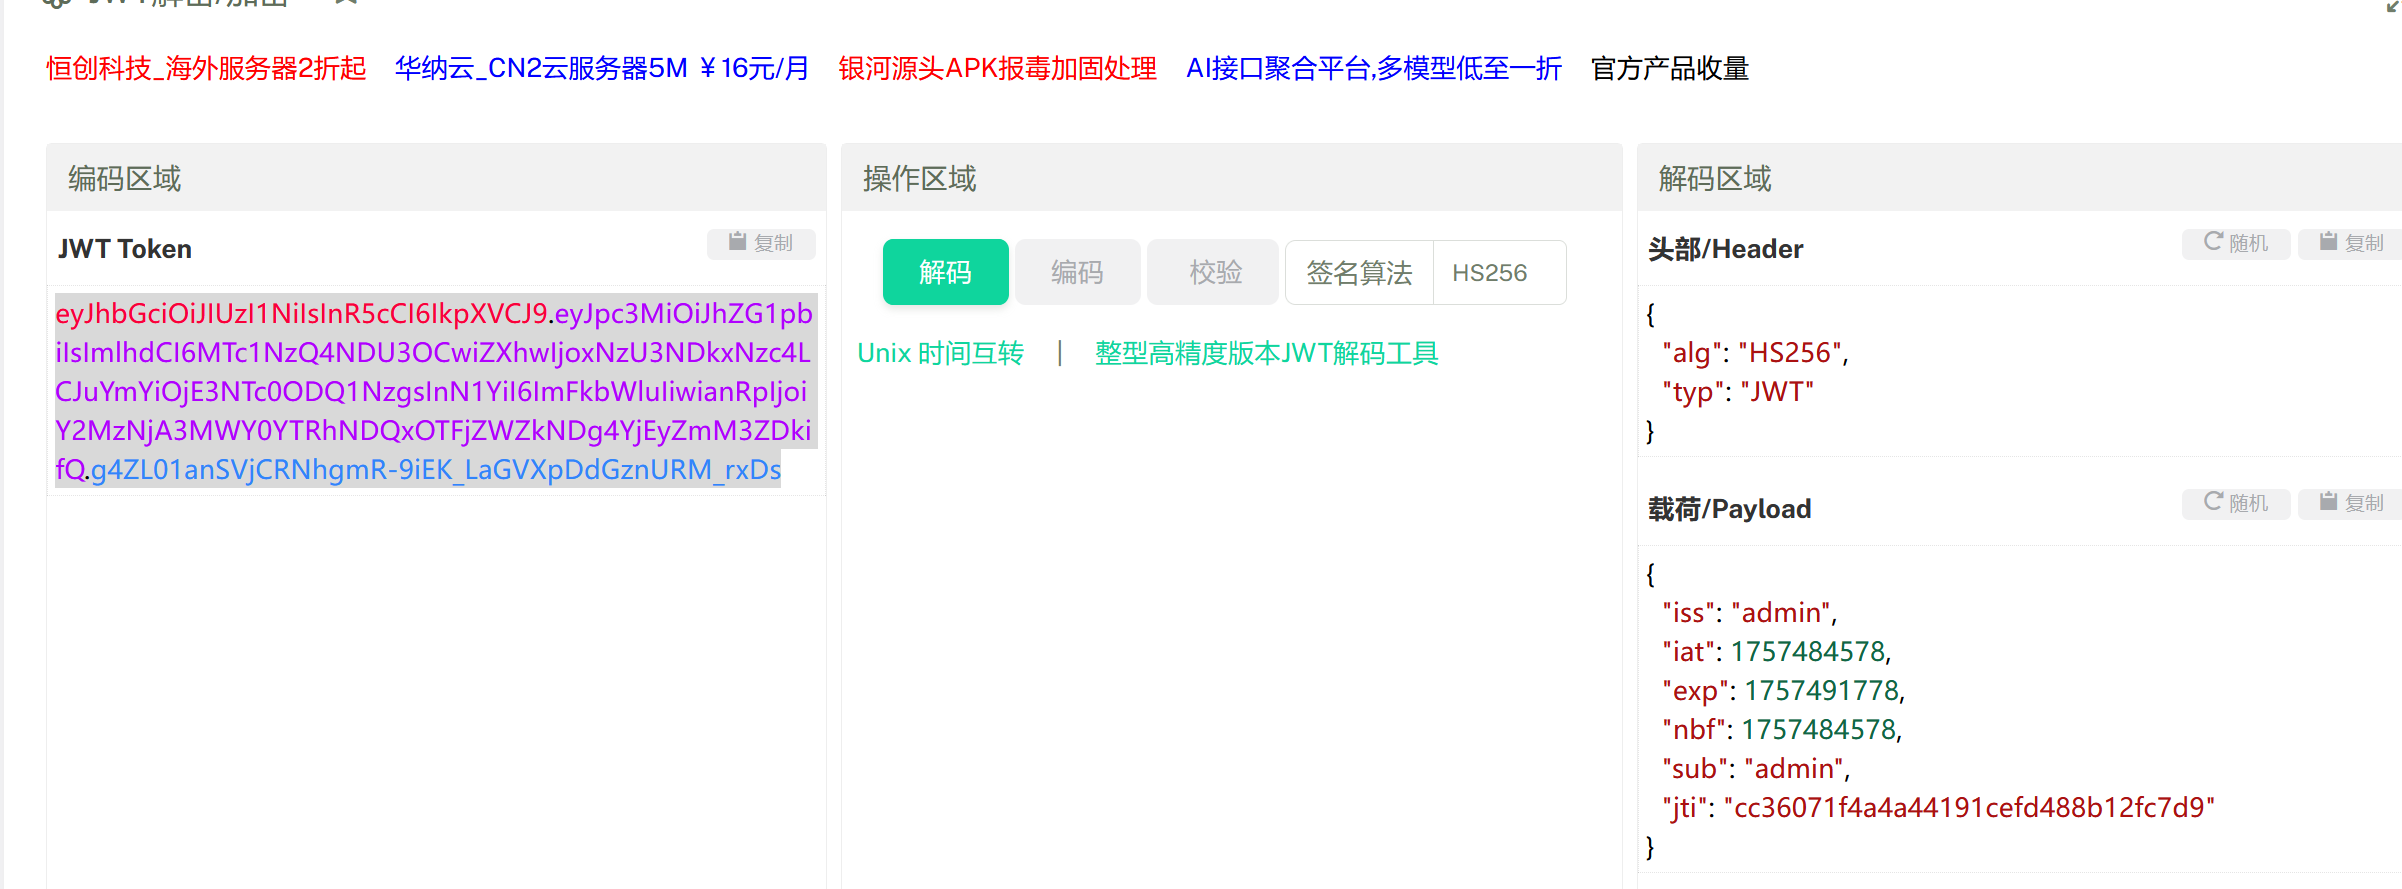 恒创科技_海外服务器2折起 华纳云_CN2云服务器5M ￥16元/月 银河源头APK报毒加固处理 AI接口聚合平台,多模型低至一折 官方产品收量
编码区域
JWT Token
复制
eyJhbGciOiJIUzI1NiIsInR5cCI6IkpXVCJ9.eyJpc3MiOiJhZG1pb
iIsImlhdCI6MTc1NzQ4NDU3OCwiZXhwIjoxNzU3NDkxNzc4L
CJuYmYiOjE3NTc0ODQ1NzgsInN1YiI6ImFkbWluIiwianRpIjoi
Y2MzNjA3MWY0YTRhNDQxOTFjZWZkNDg4YjEyZmM3ZDki
fQ.g4ZL01anSVjCRNhgmR-9iEK_LaGVXpDdGznURM_rxDs
操作区域
解码 编码 校验 签名算法 HS256
Unix 时间互转 | 整型高精度版本JWT解码工具
解码区域
头部/Header
随机 复制
{
"alg": "HS256",
"typ": "JWT"
}
载荷/Payload
随机 复制
{
"iss": "admin",
"iat": 1757484578,
"exp": 1757491778,
"nbf": 1757484578,
"sub": "admin",
"jti": "cc36071f4a4a44191cefd488b12fc7d9"
}